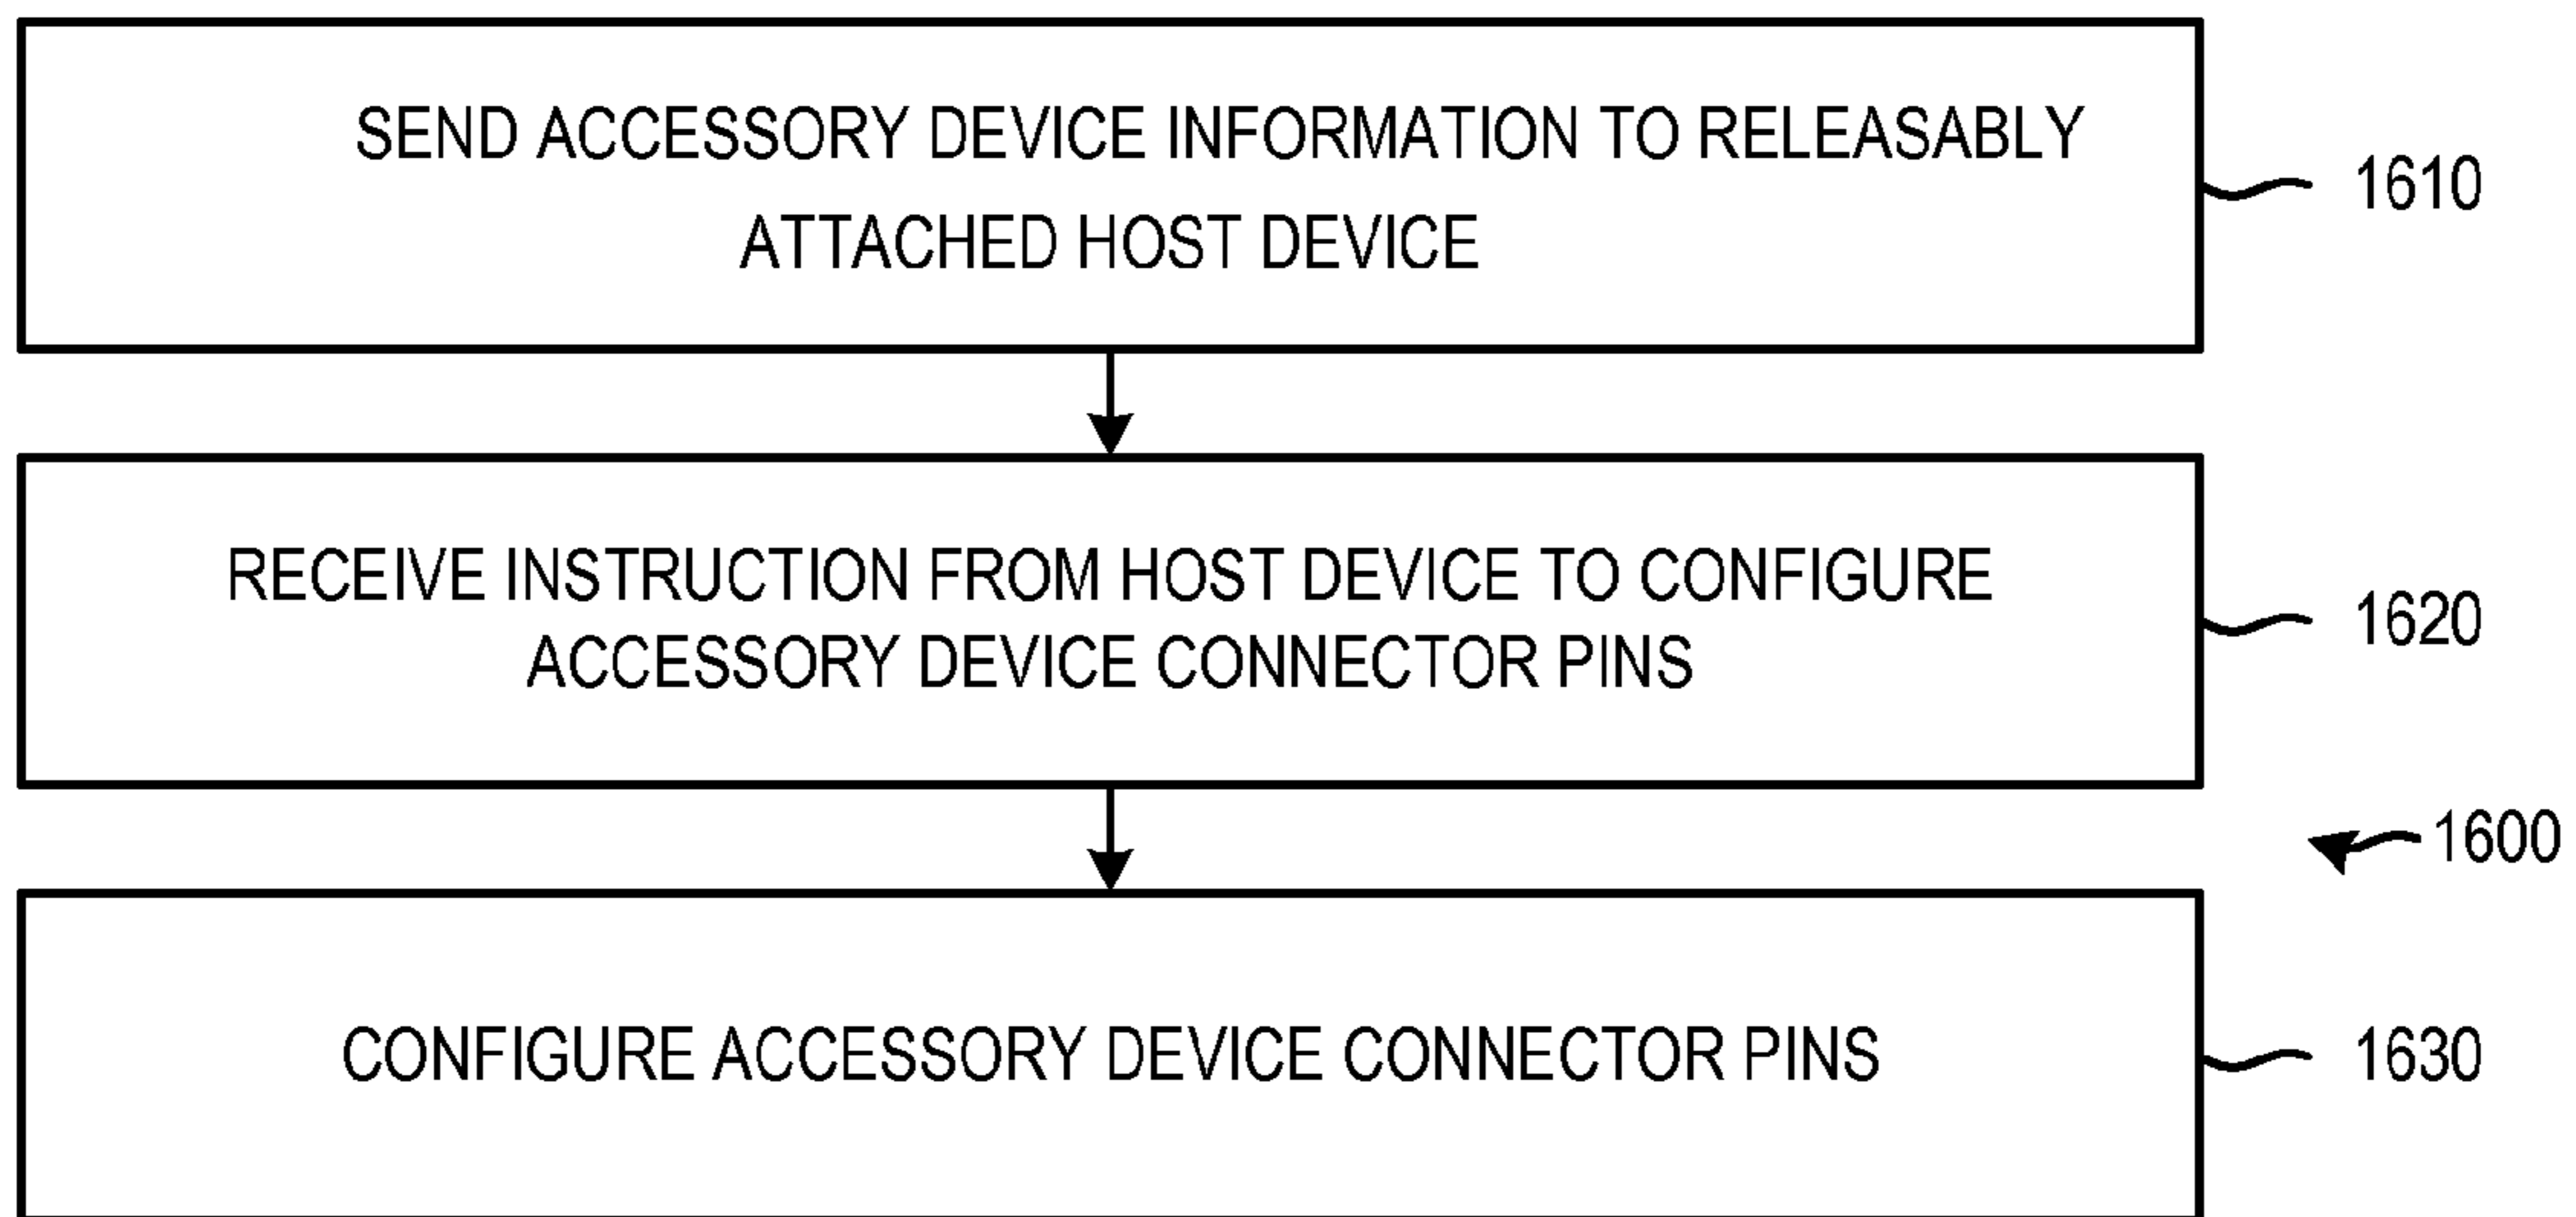 SEND ACCESSORY DEVICE INFORMATION TO RELEASABLY
ATTACHED HOST DEVICE
1610
RECEIVE INSTRUCTION FROM HOST DEVICE TO CONFIGURE
ACCESSORY DEVICE CONNECTOR PINS
1620
1600
CONFIGURE ACCESSORY DEVICE CONNECTOR PINS
1630